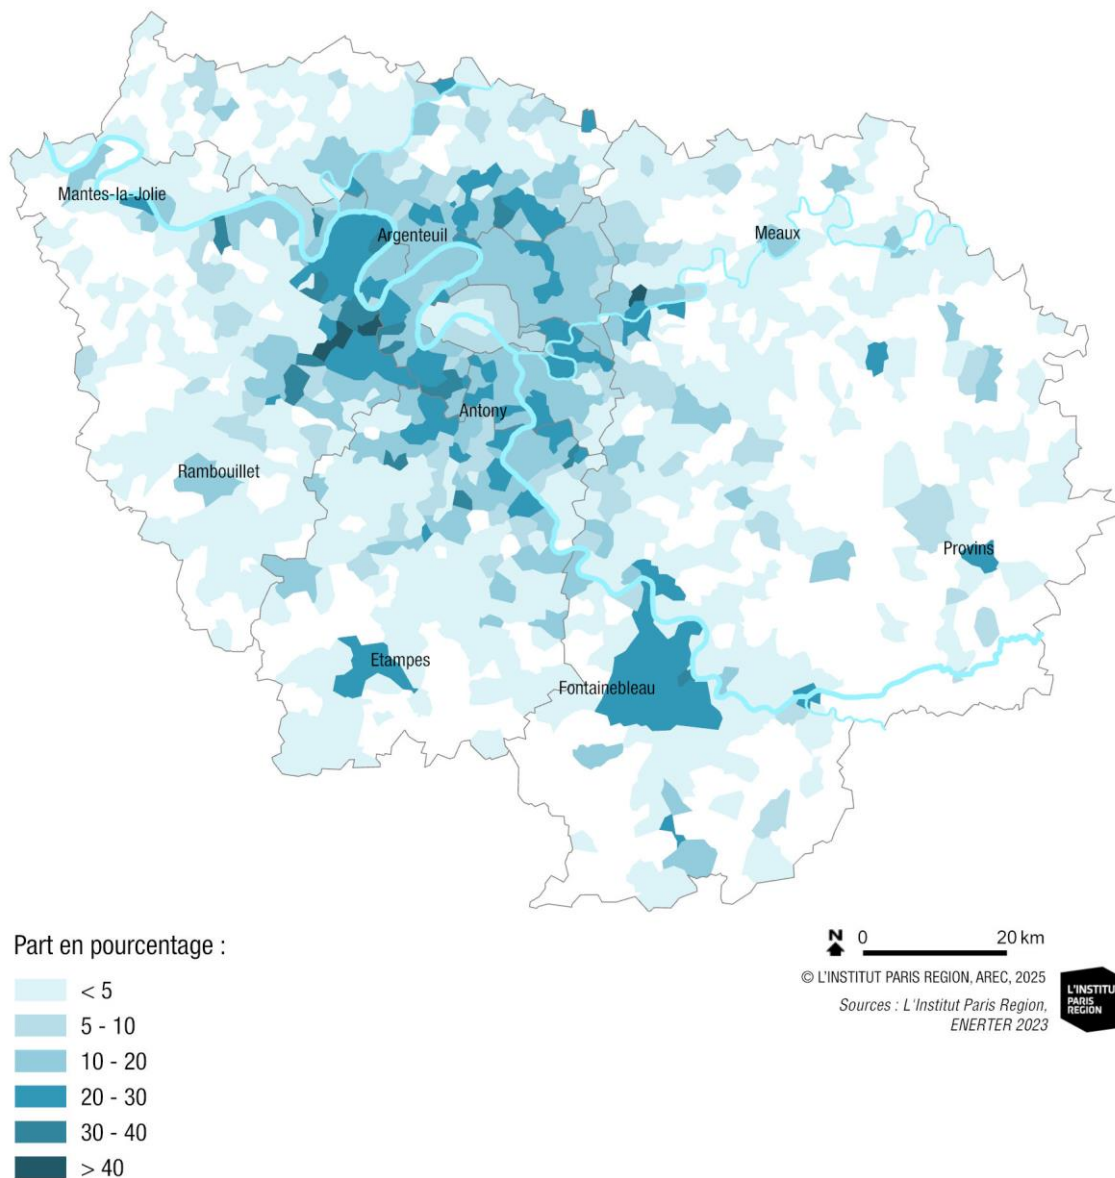 Mantes-la-Jolie
Argenteuil
Meaux
Antony
Rambouillet
Provins
Etampes
Fontainebleau
Part en pourcentage :
< 5
5 - 10
10 - 20
20 - 30
30 - 40
> 40
N 0 20 km
© L'INSTITUT PARIS REGION, AREC, 2025
Sources : L'Institut Paris Region,
ENERTER 2023
L'INSTITU
PARIS
REGION